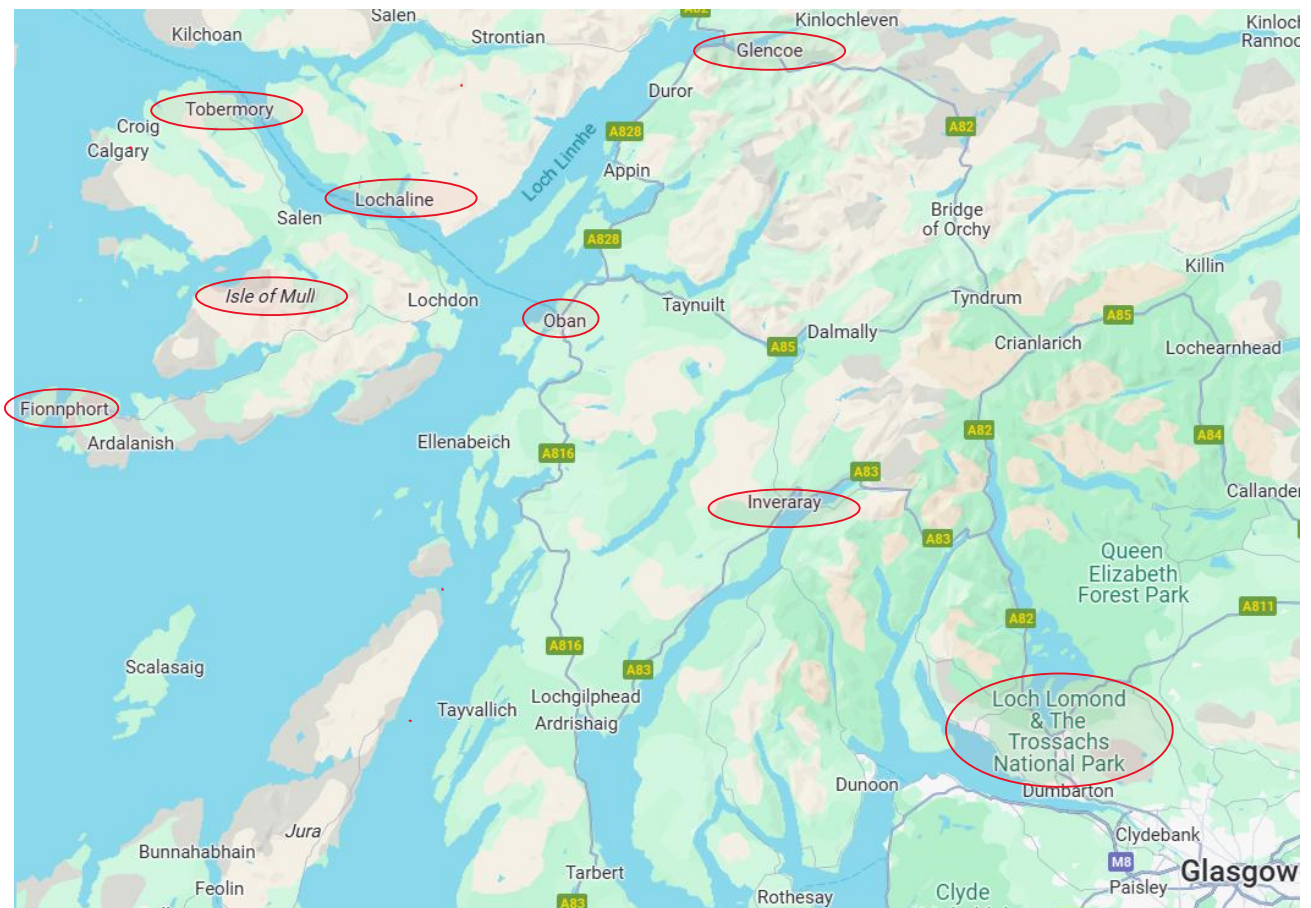 Salen
A82
Kinlochleven
Kilchoan
Strontian
Glencoe
Duror
Tobermory
Croig
Calgary
A828
A82
Loch Linnhe
Appin
Lochaline
Salen
Bridge
of Orchy
A828
Killin
Isle of Mull
Lochdon
Taynuilt
Tyndrum
Oban
A85
Dalmally
A85
Crianlarich
Lochearnhead
Fionnphort
Ardalanish
Ellenabeich
A816
A82
A84
A83
Inveraray
Callander
A83
Queen
Elizabeth
Forest Park
A82
A811
Scalasaig
A816
A83
Lochgilphead
Tayvallich
Ardrishaig
Loch Lomond
& The
Trossachs
National Park
Dunoon
Dumbarton
Jura
Clydebank
Bunnahabhain
M8
Glasgow
Feolin
Tarbert
Paisley
A83
Rothesay
Clyde